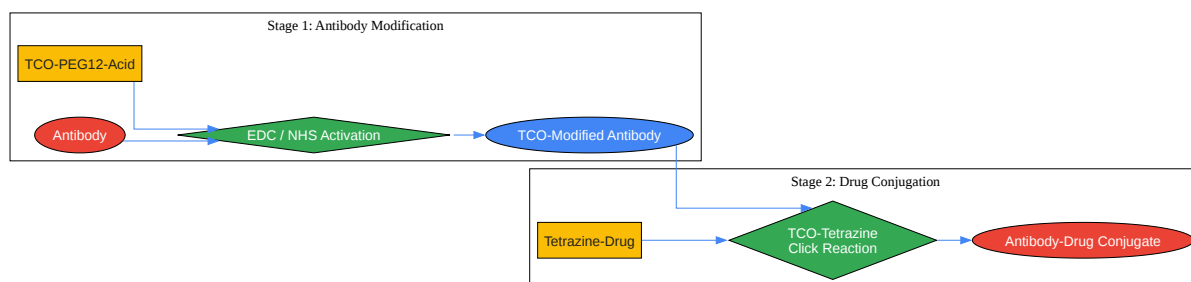 Stage 1: Antibody Modification
TCO-PEG12-Acid
Antibody
EDC / NHS Activation
TCO-Modified Antibody
Stage 2: Drug Conjugation
Tetrazine-Drug
TCO-Tetrazine
Click Reaction
Antibody-Drug Conjugate